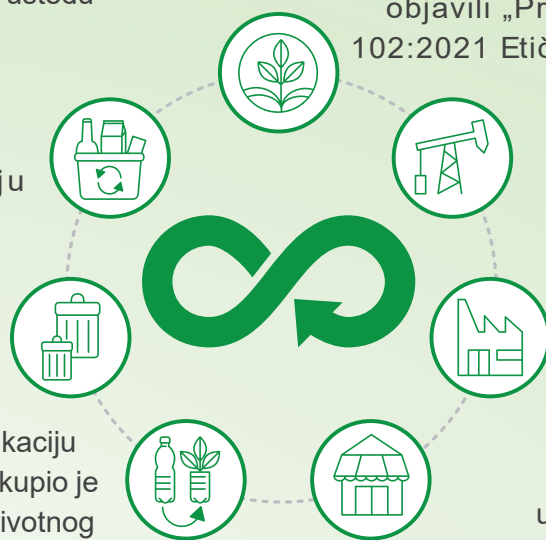 objavili „Pr
102:2021 Etič
ju
kaciju
kupio je
ivotnog
u